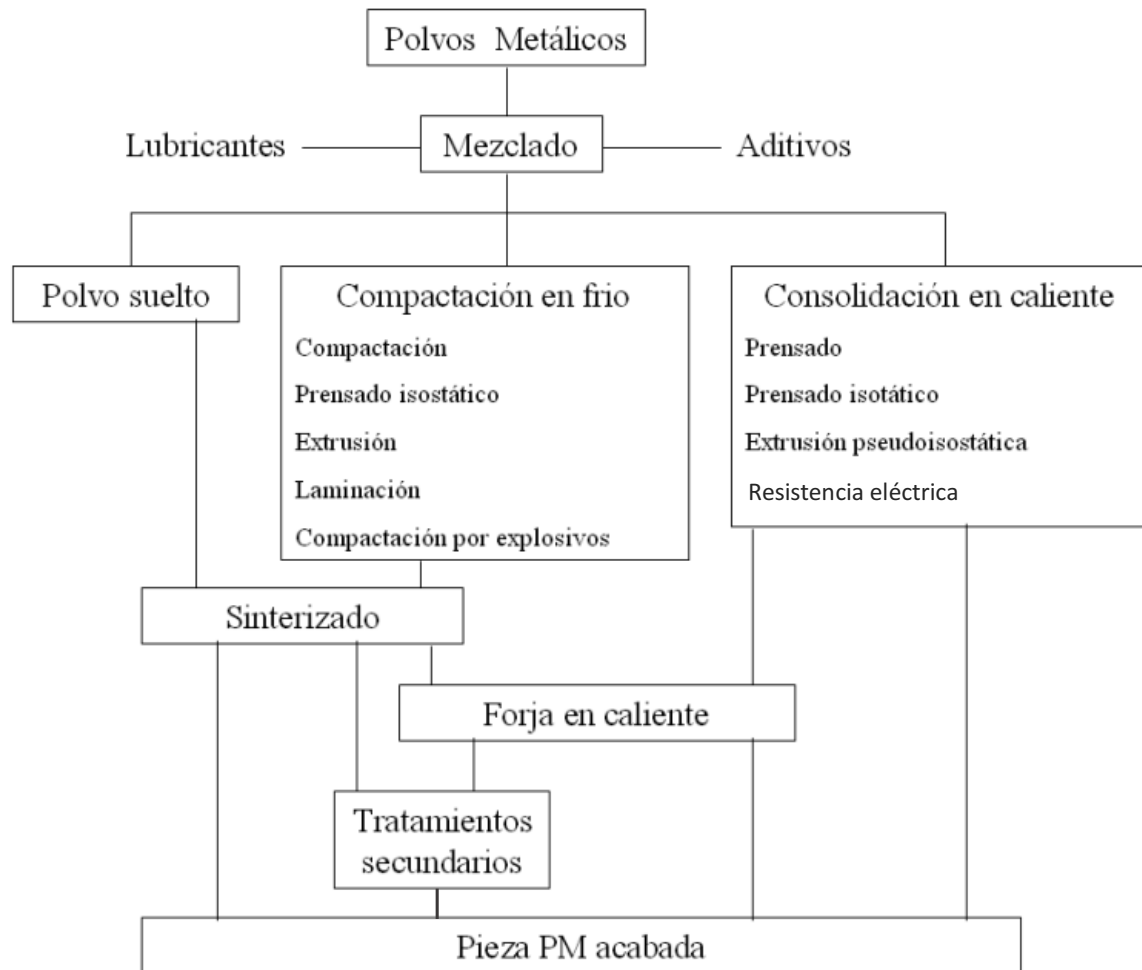 Polvos Metálicos
Lubricantes
Mezclado
Aditivos
Polvo suelto
Compactación en frio
Compactación
Prensado isostático
Extrusión
Laminación
Compactación por explosivos
Consolidación en caliente
Prensado
Prensado isotático
Extrusión pseudoisostática
Resistencia eléctrica
Sinterizado
Forja en caliente
Tratamientos
secundarios
Pieza PM acabada